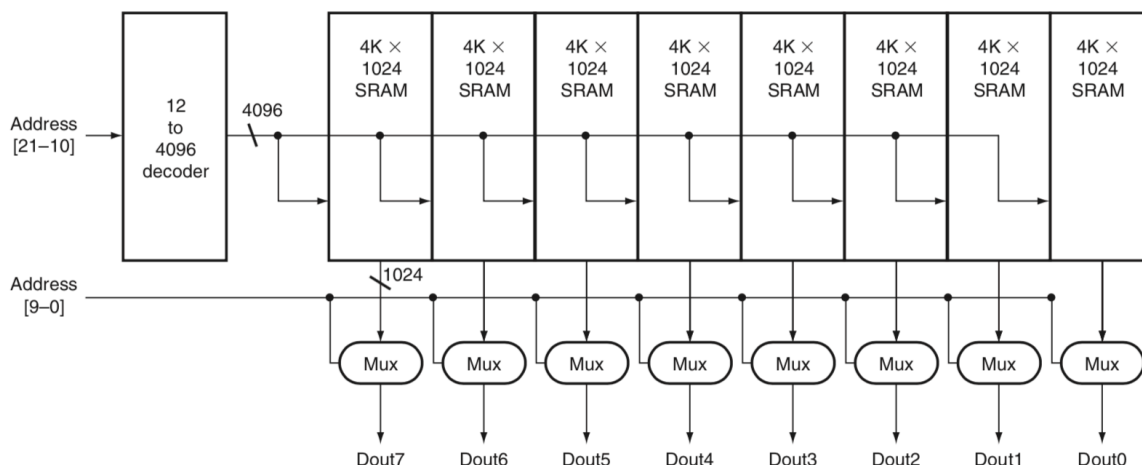 4K ×
1024
SRAM
4K ×
1024
SRAM
4K ×
1024
SRAM
4K ×
1024
SRAM
4K ×
1024
SRAM
4K ×
1024
SRAM
4K ×
1024
SRAM
4K ×
1024
SRAM
Address
[21–10]
12
to
4096
decoder
4096
Address
[9–0]
1024
Mux Mux Mux Mux Mux Mux Mux Mux
Dout7 Dout6 Dout5 Dout4 Dout3 Dout2 Dout1 Dout0